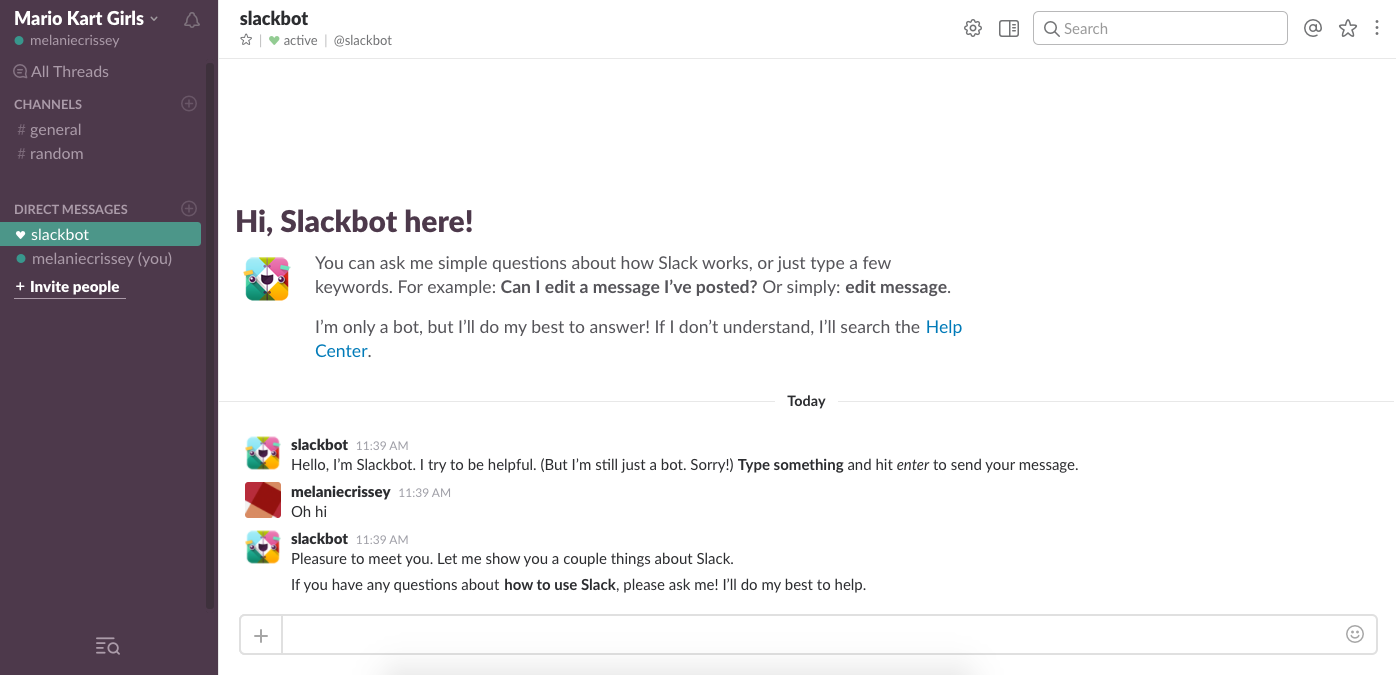 Mario Kart Girls
melaniecrissey
All Threads
CHANNELS
# general
# random
DIRECT MESSAGES
slackbot
melaniecrissey (you)
+ Invite people
slackbot
active | @slackbot
Search
Hi, Slackbot here!
You can ask me simple questions about how Slack works, or just type a few
keywords. For example: Can I edit a message I’ve posted? Or simply: edit message.
I’m only a bot, but I’ll do my best to answer! If I don’t understand, I’ll search the Help
Center.
Today
slackbot 11:39 AM
Hello, I’m Slackbot. I try to be helpful. (But I’m still just a bot. Sorry!) Type something and hit enter to send your message.
melaniecrissey 11:39 AM
Oh hi
slackbot 11:39 AM
Pleasure to meet you. Let me show you a couple things about Slack.
If you have any questions about how to use Slack, please ask me! I’ll do my best to help.